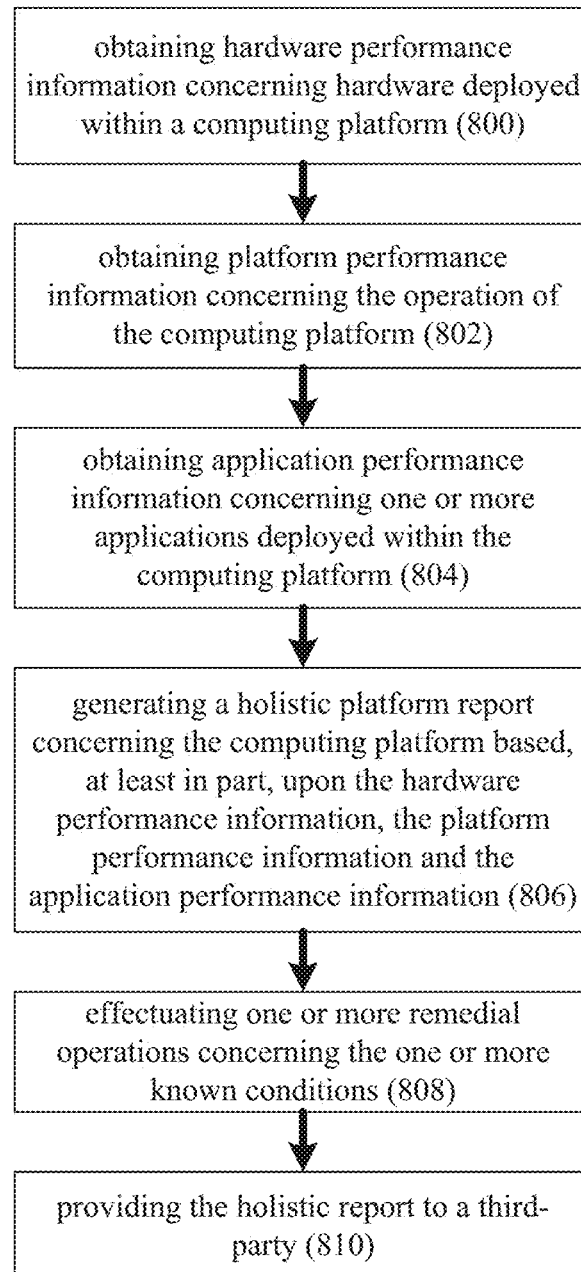 obtaining hardware performance
information concerning hardware deployed
within a computing platform (800)
obtaining platform performance
information concerning the operation of
the computing platform (802)
obtaining application performance
information concerning one or more
applications deployed within the
computing platform (804)
generating a holistic platform report
concerning the computing platform based,
at least in part, upon the hardware
performance information, the platform
performance information and the
application performance information (806)
effectuating one or more remedial
operations concerning the one or more
known conditions (808)
providing the holistic report to a third-
party (810)